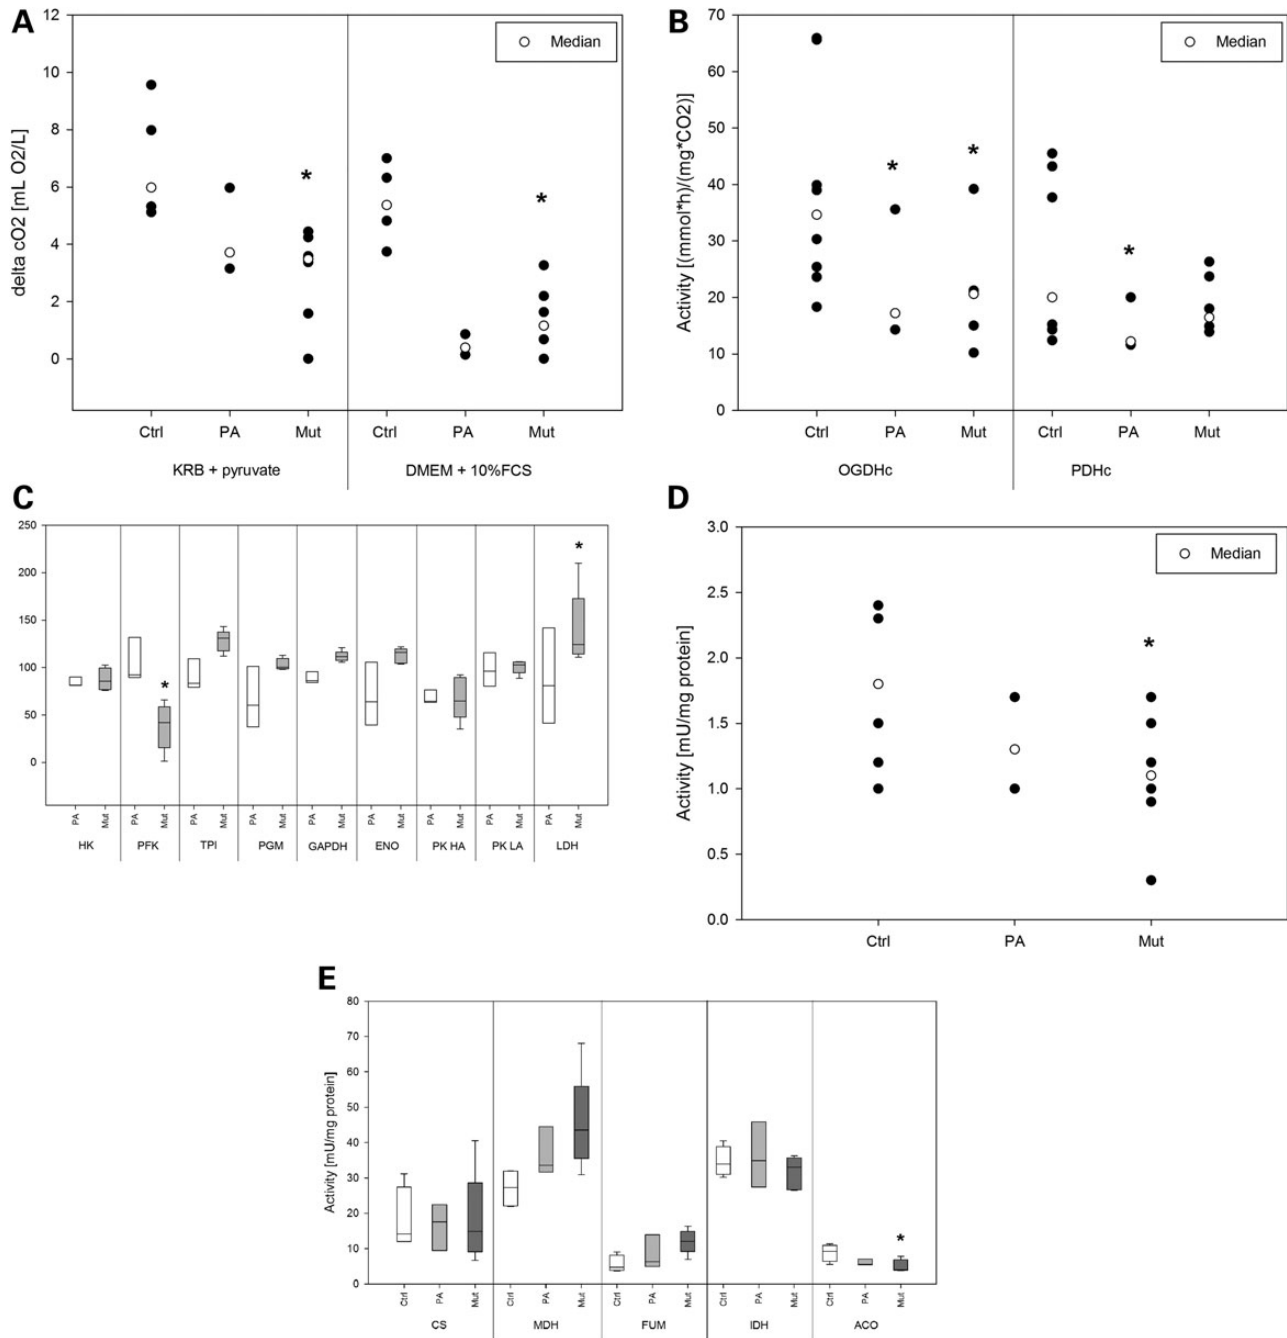 A
12
10
8
6
4
2
0
delta cO2 [mL O2/L]
Median
*
*
Ctrl PA Mut Ctrl PA Mut
KRB + pyruvate DMEM + 10%FCS
B
70
60
50
40
30
20
10
0
Activity [(mmol*h)/(mg*CO2)]
Median
*
*
*
Ctrl PA Mut Ctrl PA Mut
OGDHc PDHc
C
250
200
150
100
50
0
*
*
PA Mut PA Mut PA Mut PA Mut PA Mut PA Mut PA Mut PA Mut PA Mut
HK PFK TPI PGM GAPDH ENO PK HA PK LA LDH
D
3.0
2.5
2.0
1.5
1.0
0.5
0.0
Activity [mU/mg protein]
Median
*
Ctrl PA Mut
E
80
70
60
50
40
30
20
10
0
Activity [mU/mg protein]
*
Ctrl PA Mut Ctrl PA Mut Ctrl PA Mut Ctrl PA Mut Ctrl PA Mut
CS MDH FUM IDH ACO